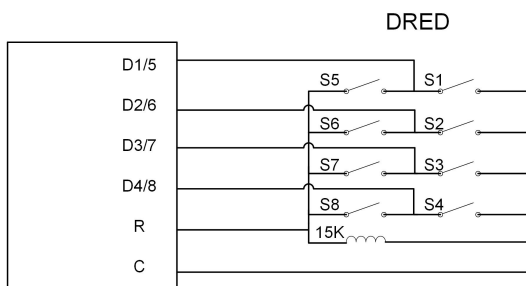 DRED
D1/5
S5 S1
D2/6
S6 S2
D3/7
S7 S3
D4/8
S8 S4
R
15K
C